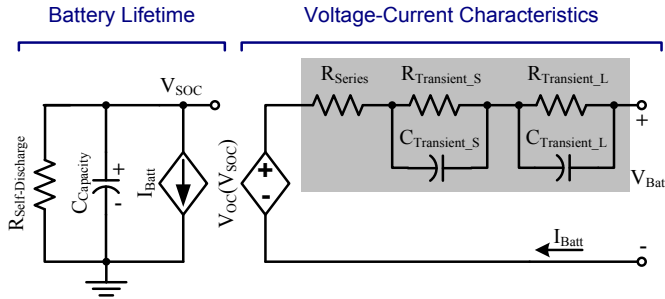 Battery Lifetime
Voltage-Current Characteristics
V_SOC
R_Self-Discharge
C_Capacity
+
-
I_Batt
V_OC(V_SOC)
+
-
R_Series
R_Transient_S
C_Transient_S
R_Transient_L
C_Transient_L
+
V_Bat
I_Batt
-